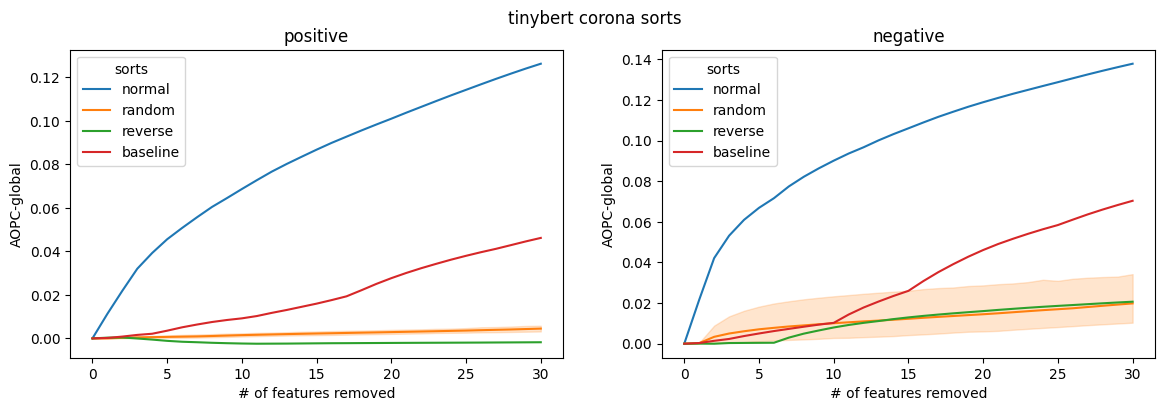 tinybert corona sorts
positive
sorts
normal
random
reverse
baseline
AOPC-global
0.12
0.10
0.08
0.06
0.04
0.02
0.00
0 5 10 15 20 25 30
# of features removed
negative
sorts
normal
random
reverse
baseline
AOPC-global
0.14
0.12
0.10
0.08
0.06
0.04
0.02
0.00
0 5 10 15 20 25 30
# of features removed